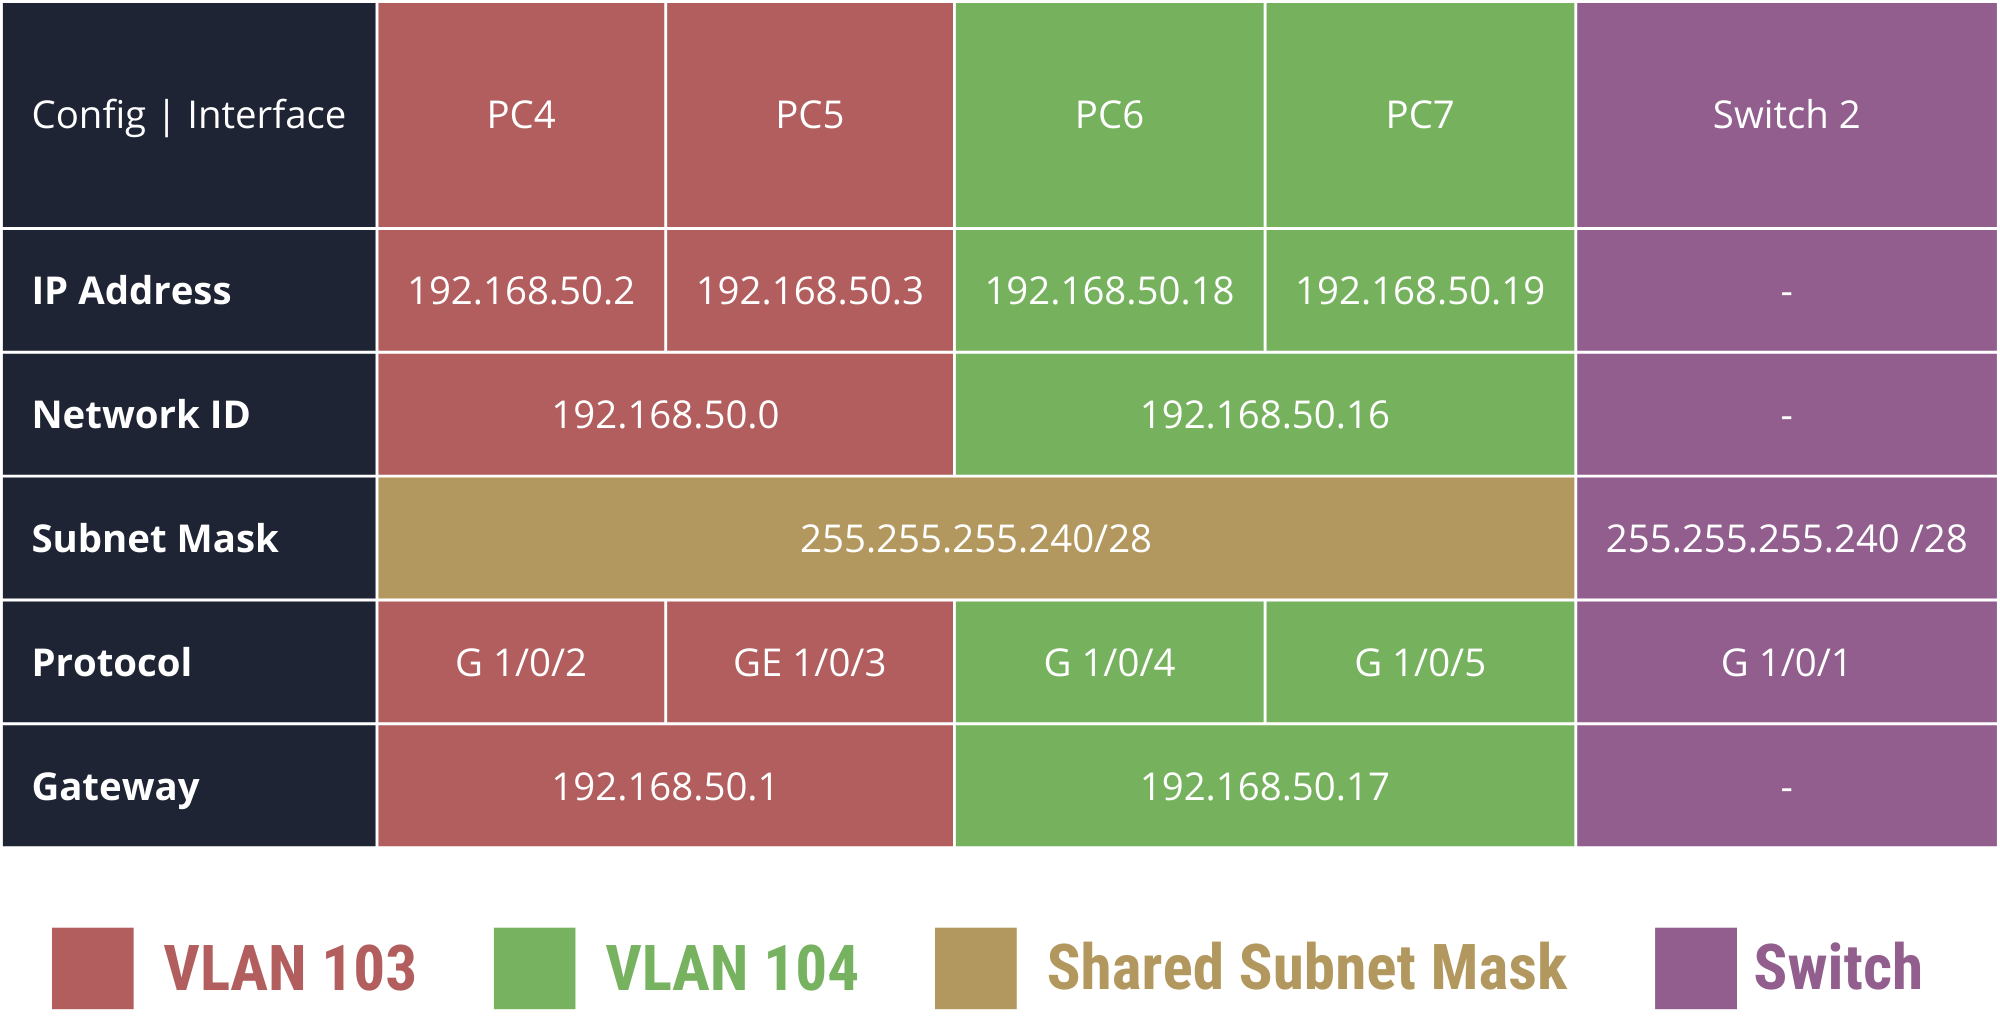 Config | Interface PC4 PC5 PC6 PC7 Switch 2
IP Address 192.168.50.2 192.168.50.3 192.168.50.18 192.168.50.19 -
Network ID 192.168.50.0 192.168.50.16 -
Subnet Mask 255.255.255.240/28 255.255.255.240 /28
Protocol G 1/0/2 GE 1/0/3 G 1/0/4 G 1/0/5 G 1/0/1
Gateway 192.168.50.1 192.168.50.17 -
VLAN 103 VLAN 104 Shared Subnet Mask Switch